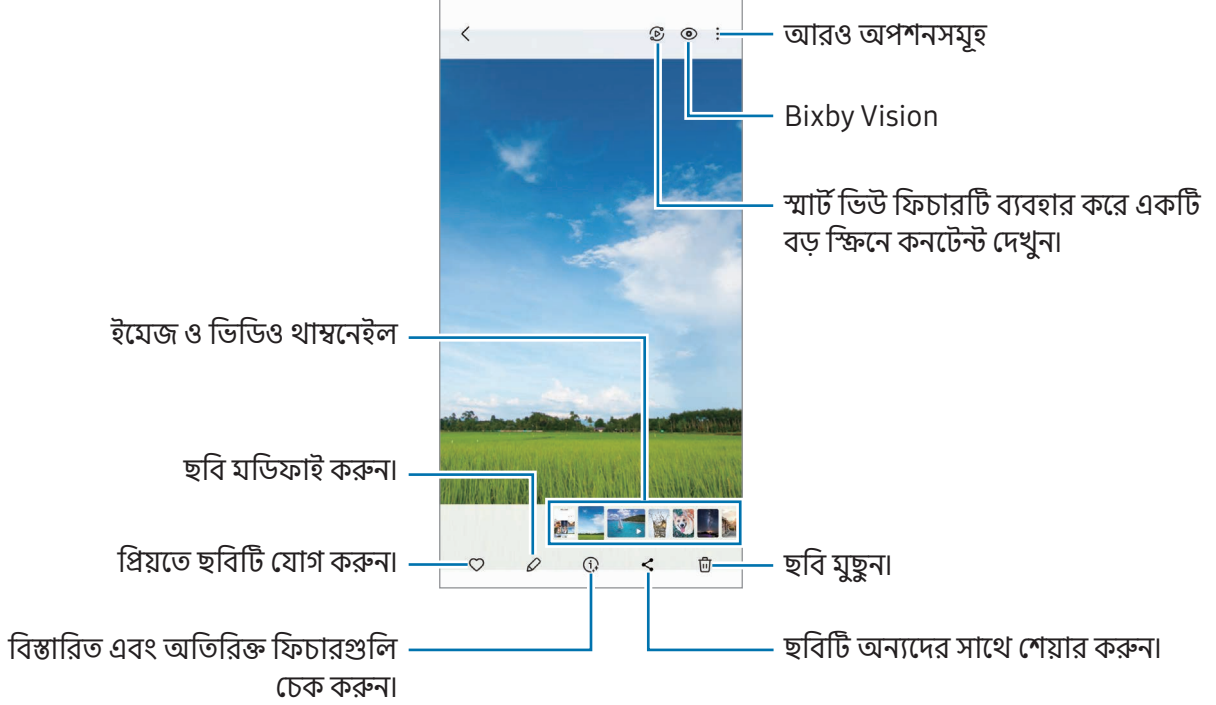 আরও অপশনসমূহ
Bixby Vision
স্মার্ট ভিউ ফিচারটি ব্যবহার করে একটি
বড় স্ক্রিনে কনটেন্ট দেখুন।
ইমেজ ও ভিডিও থাম্বনেইল
ছবি মডিফাই করুন।
প্রিয়তে ছবিটি যোগ করুন।
ছবি মুছুন।
বিস্তারিত এবং অতিরিক্ত ফিচারগুলি
চেক করুন।
ছবিটি অন্যদের সাথে শেয়ার করুন।